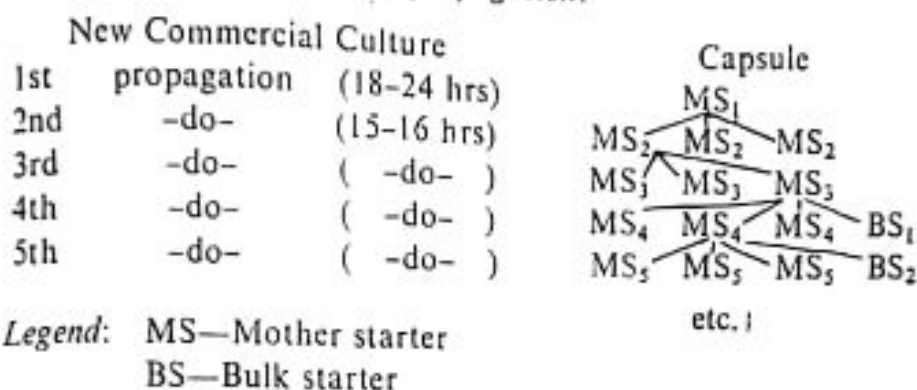 New Commercial Culture
1st propagation (18–24 hrs)
2nd –do– (15–16 hrs)
3rd –do– ( –do– )
4th –do– ( –do– )
5th –do– ( –do– )
Capsule
MS₁
MS₂ MS₂ MS₂
MS₃ MS₃ MS₃
MS₄ MS₄ MS₄ BS₁
MS₅ MS₅ MS₅ BS₂
etc.
Legend: MS—Mother starter
BS—Bulk starter